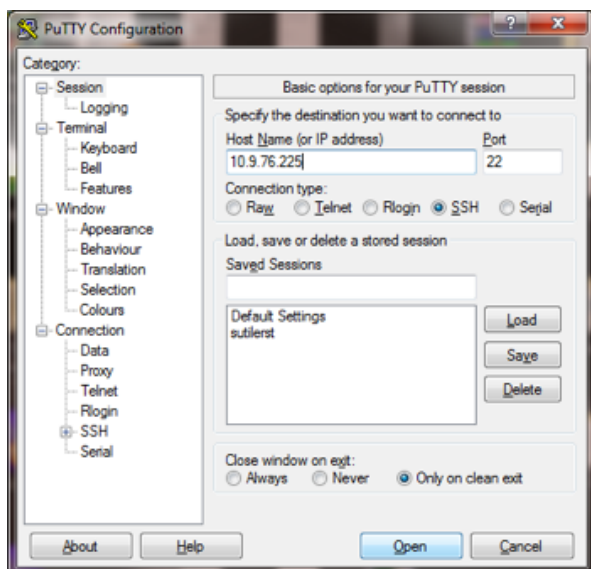 PuTTY Configuration
Category:
Session
Logging
Terminal
Keyboard
Bell
Features
Window
Appearance
Behaviour
Translation
Selection
Colours
Connection
Data
Proxy
Telnet
Rlogin
SSH
Serial
Basic options for your PuTTY session
Specify the destination you want to connect to
Host Name (or IP address) Port
10.9.76.225 22
Connection type:
Raw Telnet Rlogin SSH Serial
Load, save or delete a stored session
Saved Sessions
Default Settings
sutilerst
Load
Save
Delete
Close window on exit:
Always Never Only on clean exit
About Help Open Cancel